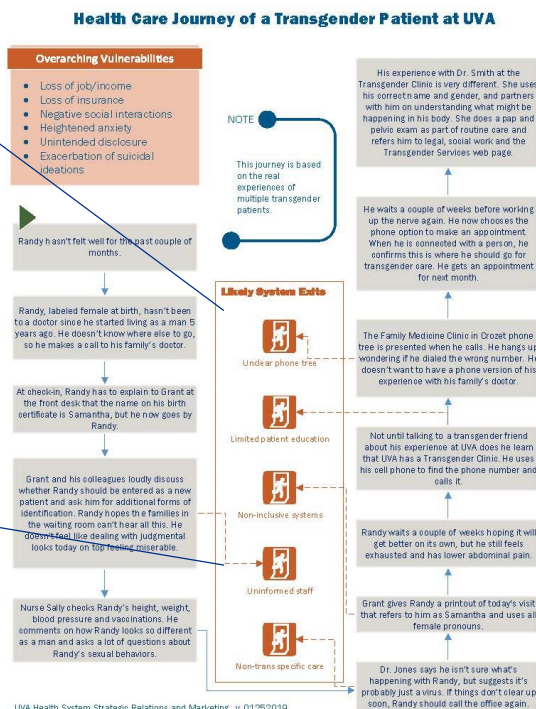 Health Care Journey of a Transgender Patient at UVA
Overarching Vulnerabilities
• Loss of job/income
• Loss of insurance
• Negative social interactions
• Heightened anxiety
• Unintended disclosure
• Exacerbation of suicidal
ideations
NOTE
This journey is based
on the real
experiences of
multiple transgender
patients.
Randy hasn't felt well for the past couple of
months.
Randy, labeled female at birth, hasn't been
to a doctor since he started living as a man 5
years ago. He doesn't know where else to go,
so he makes a call to his family's doctor.
At check-in, Randy has to explain to Grant at
the front desk that the name on his birth
certificate is Samantha, but he now goes by
Randy.
Grant and his colleagues loudly discuss
whether Randy should be entered as a new
patient and ask him for additional forms of
identification. Randy hopes the families in
the waiting room can't hear all this. He
doesn't feel like dealing with judgmental
looks today on top feeling miserable.
Nurse Sally checks Randy's height, weight,
blood pressure and vaccinations. He
comments on how Randy looks so different
as a man and asks a lot of questions about
Randy's sexual behaviors.
Likely System Exits
Unclear phone tree
Limited patient education
Non-inclusive systems
Uninformed staff
Non-trans specific care
Dr. Jones says he isn't sure what's
happening with Randy, but suggests it's
probably just a virus. If things don't clear up
soon, Randy should call the office again.
Grant gives Randy a printout of today's visit
that refers to him as Samantha and uses all
female pronouns.
Randy waits a couple of weeks hoping it will
get better on its own, but he still feels
exhausted and has lower abdominal pain.
Not until talking to a transgender friend
about his experience at UVA does he learn
that UVA has a Transgender Clinic. He uses
his cell phone to find the phone number and
calls it.
The Family Medicine Clinic in Crozet phone
tree is presented when he calls. He hangs up
wondering if he dialed the wrong number. He
doesn't want to have a phone version of his
experience with his family's doctor.
He waits a couple of weeks before working
up the nerve again. He now chooses the
phone option to make an appointment.
When he is connected with a person, he
confirms this is where he should go for
transgender care. He gets an appointment
for next month.
His experience with Dr. Smith at the
Transgender Clinic is very different. She uses
his correct name and gender, and partners
with him on understanding what might be
happening in his body. She does a pap and
pelvic exam as part of routine care and
refers him to legal, social work and the
Transgender Services web page.
UVA Health System Strategic Relations and Marketing v. 01252019